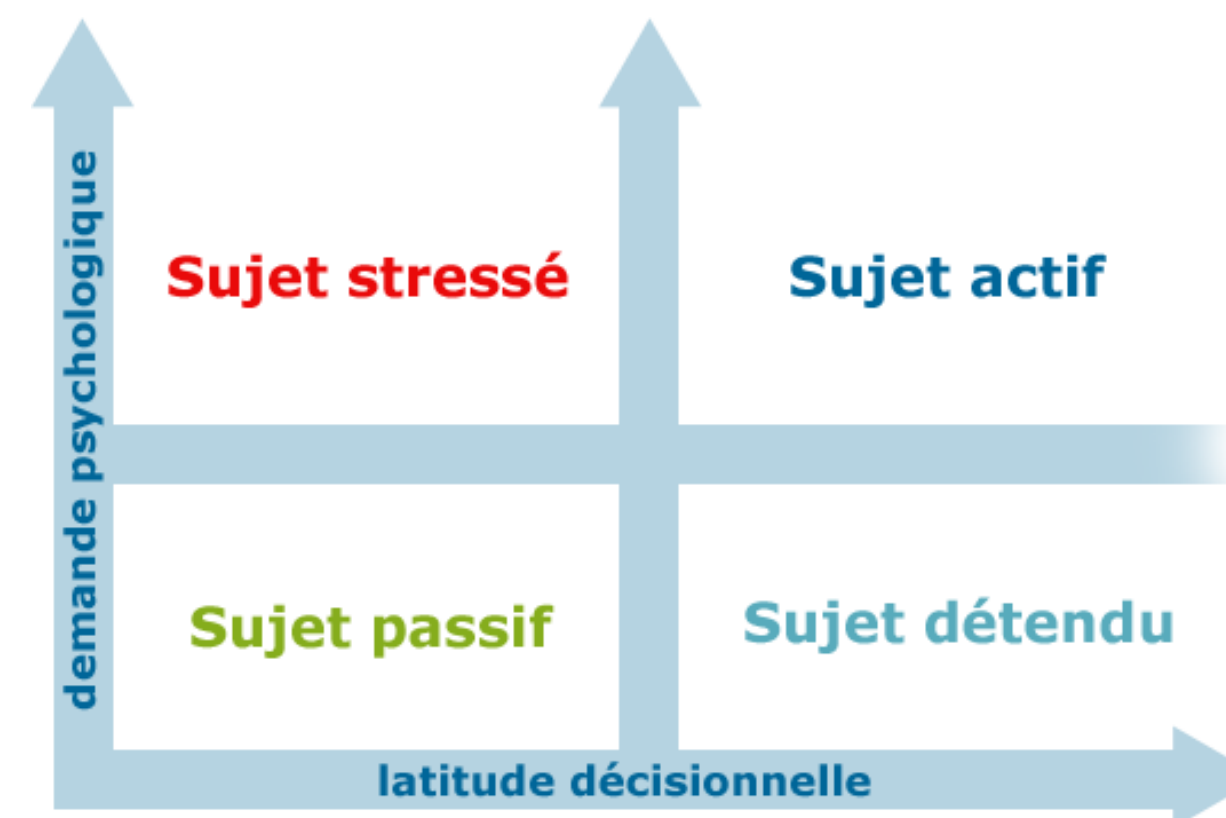 demande psychologique
Sujet stressé
Sujet actif
Sujet passif
Sujet détendu
latitude décisionnelle